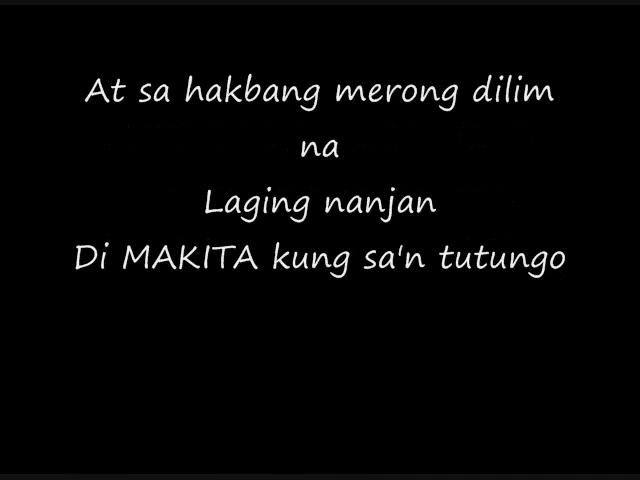 At sa hakbang merong dilim
na
Laging nanjan
Di MAKITA kung sa'n tutungo